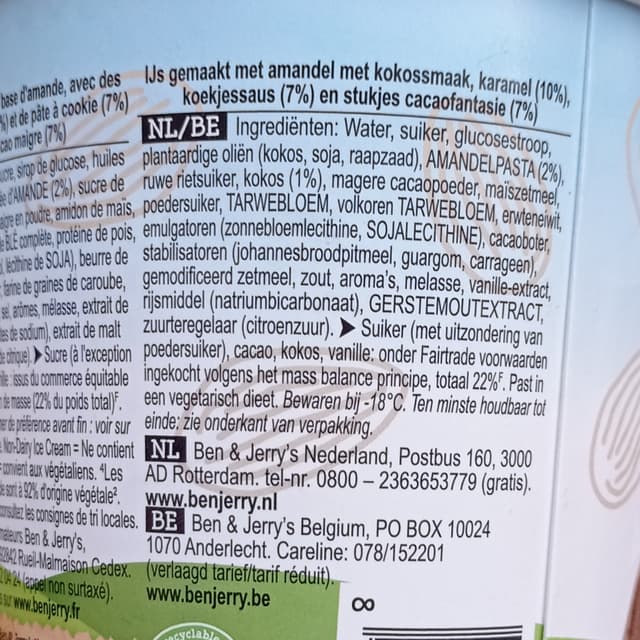 base d'amande, avec des
et de pâte à cookie (7%)
cao maigre (7%)
sirop de glucose, huiles
d'AMANDE (2%), sucre de
en poudre, amidon de maïs,
BLÉ complète, protéine de pois,
lécithine de SOJA), beurre de
farine de graines de caroube,
sel, arômes, mélasse, extrait de
de sodium), extrait de malt
citrique). ➤ Sucre (à l'exception
issus du commerce équitable
de masse (22% du poids total)ᶠ.
de préférence avant fin : voir sur
Non-Dairy Ice Cream = Ne contient
convient aux végétaliens. ⁴Les
sont à 92% d'origine végétale².
consultez les consignes de tri locales.
Ben & Jerry's,
92842 Rueil-Malmaison Cedex.
(appel non surtaxé).
sur www.benjerry.fr
IJs gemaakt met amandel met kokossmaak, karamel (10%),
koekjessaus (7%) en stukjes cacaofantasie (7%)
NL/BE Ingrediënten: Water, suiker, glucosestroop,
plantaardige oliën (kokos, soja, raapzaad), AMANDELPASTA (2%),
ruwe rietsuiker, kokos (1%), magere cacaopoeder, maïszetmeel,
poedersuiker, TARWEBLOEM, volkoren TARWEBLOEM, erwteneiwit,
emulgatoren (zonnebloemlecithine, SOJALECITHINE), cacaoboter,
stabilisatoren (johannesbroodpitmeel, guargom, carrageen),
gemodificeerd zetmeel, zout, aroma's, melasse, vanille-extract,
rijsmiddel (natriumbicarbonaat), GERSTEMOUTEXTRACT,
zuurteregelaar (citroenzuur). ➤ Suiker (met uitzondering van
poedersuiker), cacao, kokos, vanille: onder Fairtrade voorwaarden
ingekocht volgens het mass balance principe, totaal 22%ᶠ. Past in
een vegetarisch dieet. Bewaren bij -18°C. Ten minste houdbaar tot
einde: zie onderkant van verpakking.
NL Ben & Jerry's Nederland, Postbus 160, 3000
AD Rotterdam. tel-nr. 0800 – 2363653779 (gratis).
www.benjerry.nl
BE Ben & Jerry's Belgium, PO BOX 10024
1070 Anderlecht. Careline: 078/152201
(verlaagd tarief/tarif réduit).
www.benjerry.be
∞